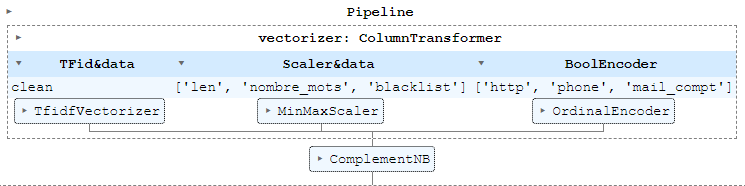 Pipeline
vectorizer: ColumnTransformer
TFid&data Scaler&data BoolEncoder
clean ['len', 'nombre_mots', 'blacklist'] ['http', 'phone', 'mail_compt']
TfidfVectorizer MinMaxScaler OrdinalEncoder
ComplementNB